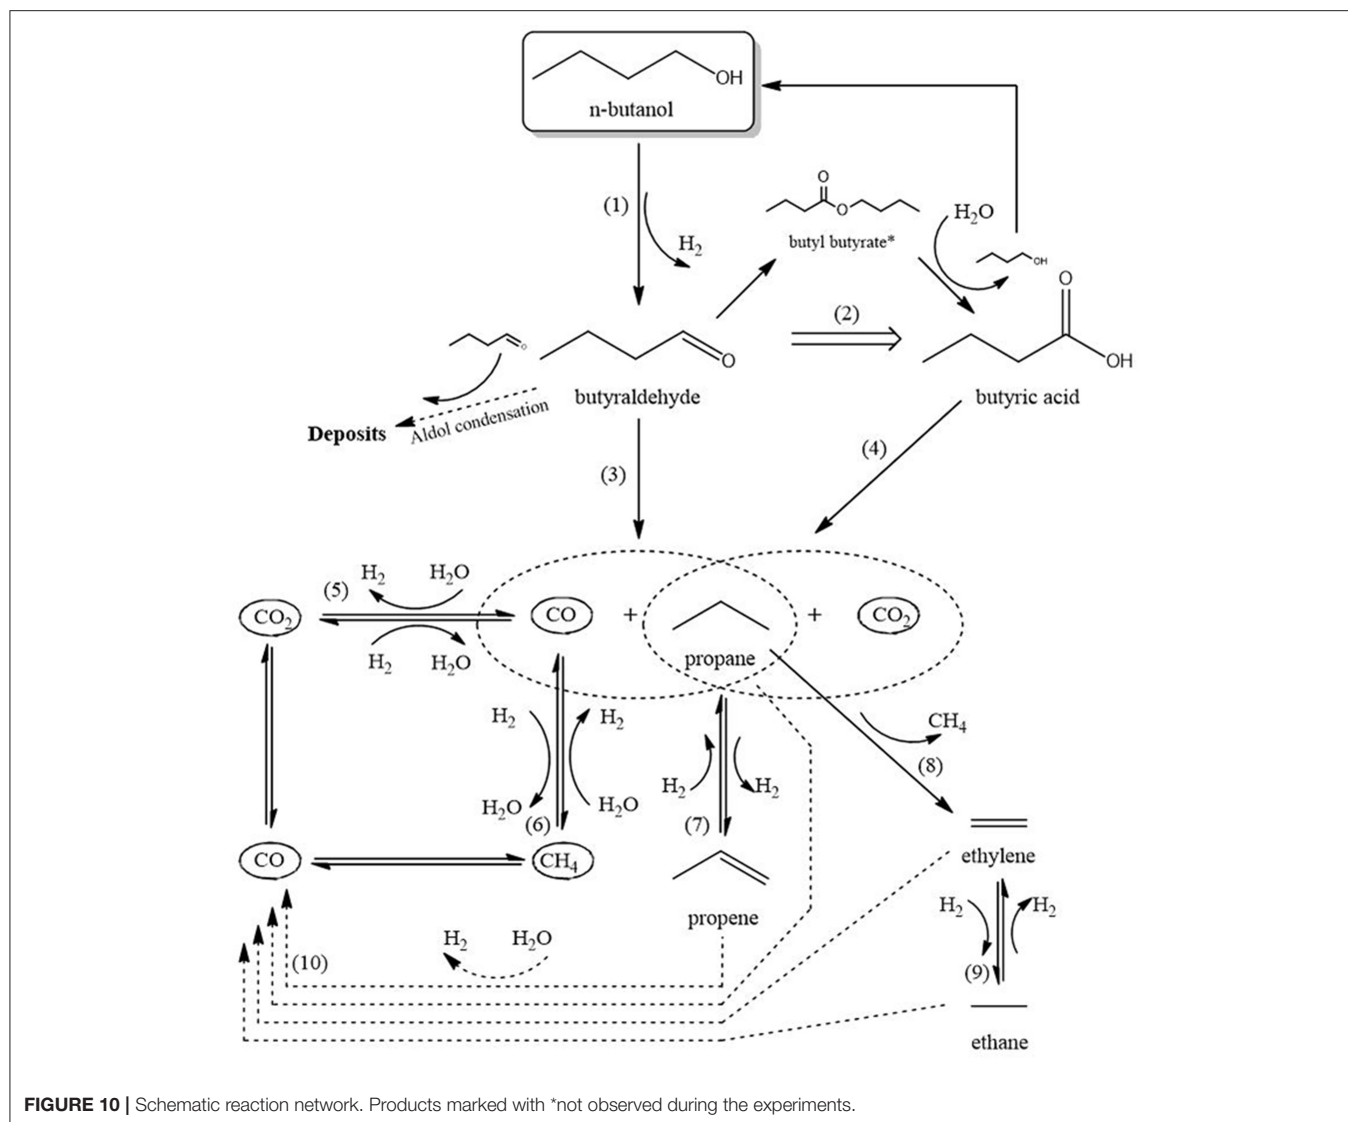 OH
n-butanol
(1)
H₂
O
O
butyl butyrate*
H₂O
OH
O
(2)
O
O
OH
butyraldehyde
butyric acid
Deposits
Aldol condensation
(3)
(4)
H₂
H₂O
(5)
CO₂
CO
+
+
CO₂
H₂
H₂O
propane
H₂
H₂
CH₄
(8)
H₂
H₂
H₂O
H₂O
(6)
(7)
CO
CH₄
ethylene
propene
H₂
H₂
H₂
H₂O
(10)
(9)
ethane
FIGURE 10 | Schematic reaction network. Products marked with *not observed during the experiments.